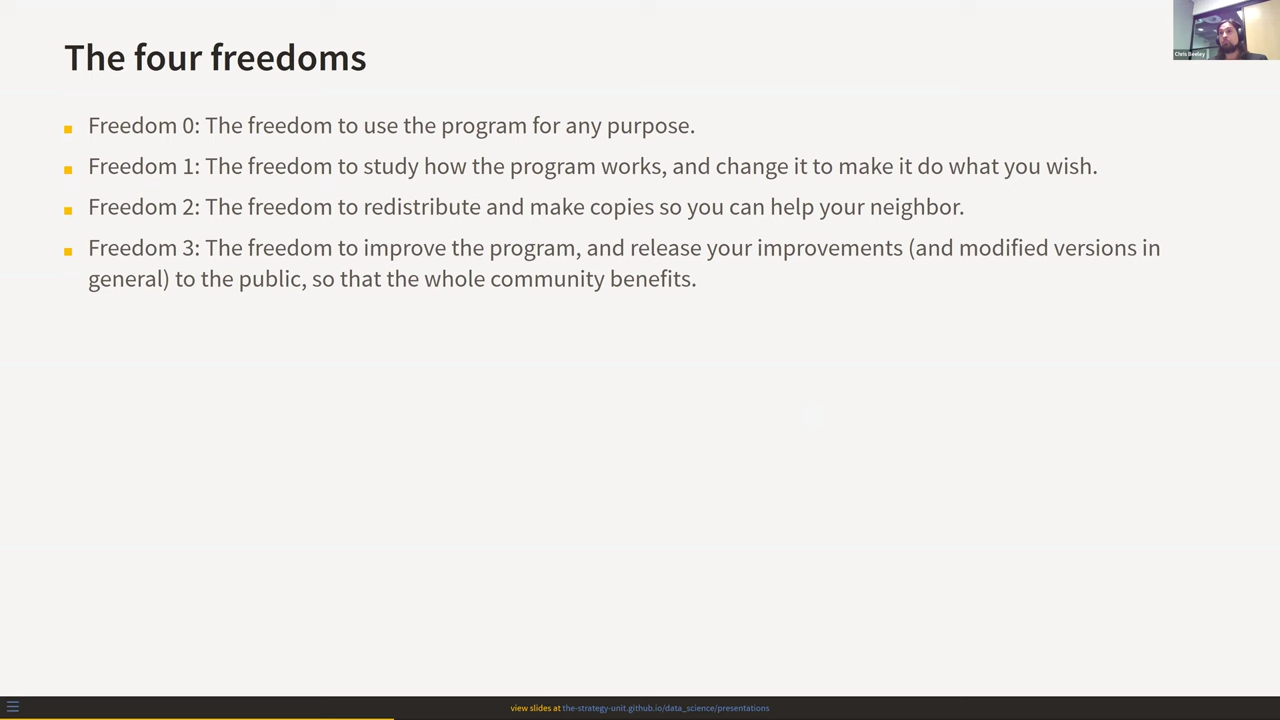 The four freedoms
Chris Beeley
Freedom 0: The freedom to use the program for any purpose.
Freedom 1: The freedom to study how the program works, and change it to make it do what you wish.
Freedom 2: The freedom to redistribute and make copies so you can help your neighbor.
Freedom 3: The freedom to improve the program, and release your improvements (and modified versions in
general) to the public, so that the whole community benefits.
view slides at the-strategy-unit.github.io/data_science/presentations